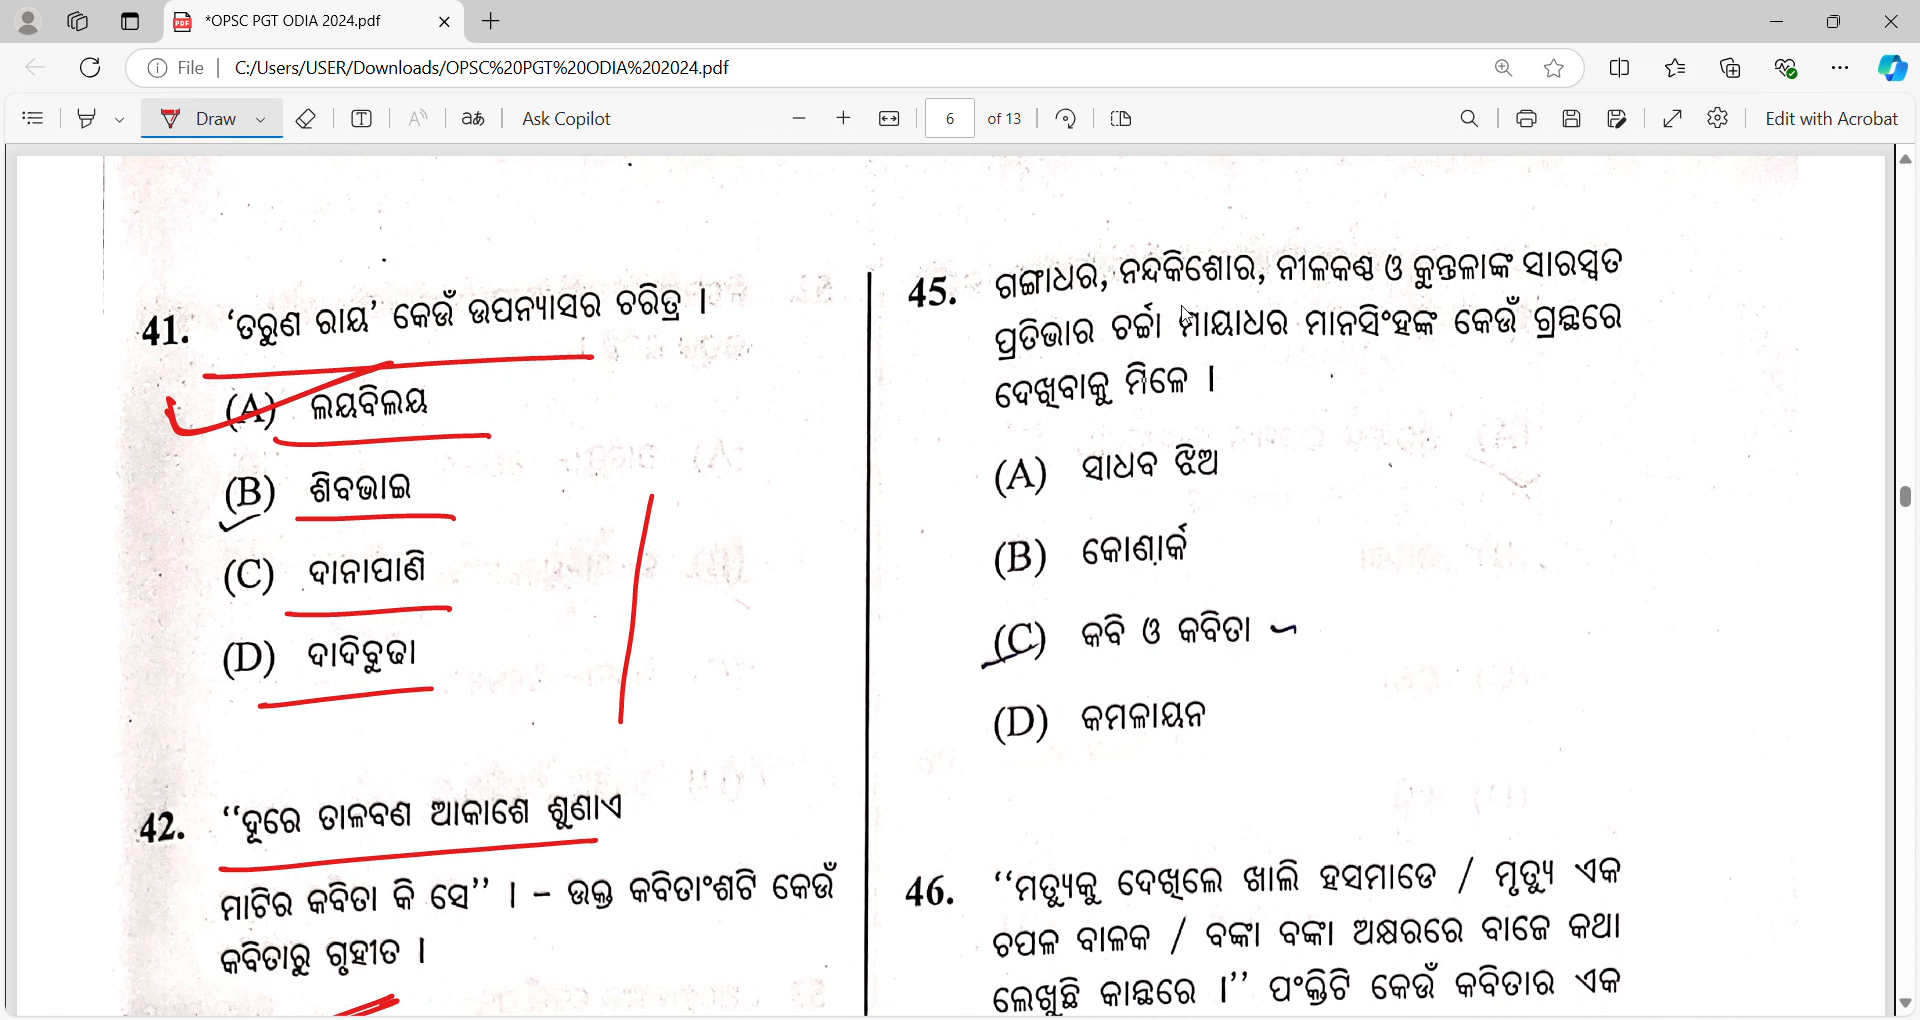 *OPSC PGT ODIA 2024.pdf
File
C:/Users/USER/Downloads/OPSC%20PGT%20ODIA%202024.pdf
Draw
Ask Copilot
6
of 13
Edit with Acrobat
41. ‘ତରୁଣ ରାୟ’ କେଉଁ ଉପନ୍ୟାସର ଚରିତ୍ର ।
(A) ଲୟବିଲୟ
(B) ଶିବଭାଇ
(C) ଦାନାପାଣି
(D) ଦାଦିବୁଢା
42. ‘‘ଦୂରେ ତାଳବଣ ଆକାଶେ ଶୁଣାଏ
ମାଟିର କବିତା କି ସେ’’ । – ଉକ୍ତ କବିତାଂଶଟି କେଉଁ
କବିତାରୁ ଗୃହୀତ ।
45. ଗଙ୍ଗାଧର, ନନ୍ଦକିଶୋର, ନୀଳକଣ୍ଠ ଓ କୁନ୍ତଳାଙ୍କ ସାରସ୍ୱତ
ପ୍ରତିଭାର ଚର୍ଚ୍ଚା ମାୟାଧର ମାନସିଂହଙ୍କ କେଉଁ ଗ୍ରନ୍ଥରେ
ଦେଖିବାକୁ ମିଳେ ।
(A) ସାଧବ ଝିଅ
(B) କୋଣାର୍କ
(C) କବି ଓ କବିତା
(D) କମଳାୟନ
46. ‘‘ମୃତ୍ୟୁକୁ ଦେଖିଲେ ଖାଲି ହସମାଡେ / ମୃତ୍ୟୁ ଏକ
ଚପଳ ବାଳକ / ବଙ୍କା ବଙ୍କା ଅକ୍ଷରରେ ବାଜେ କଥା
ଲେଖୁଛି କାନ୍ଥରେ ।’’ ପଂକ୍ତିଟି କେଉଁ କବିତାର ଏକ